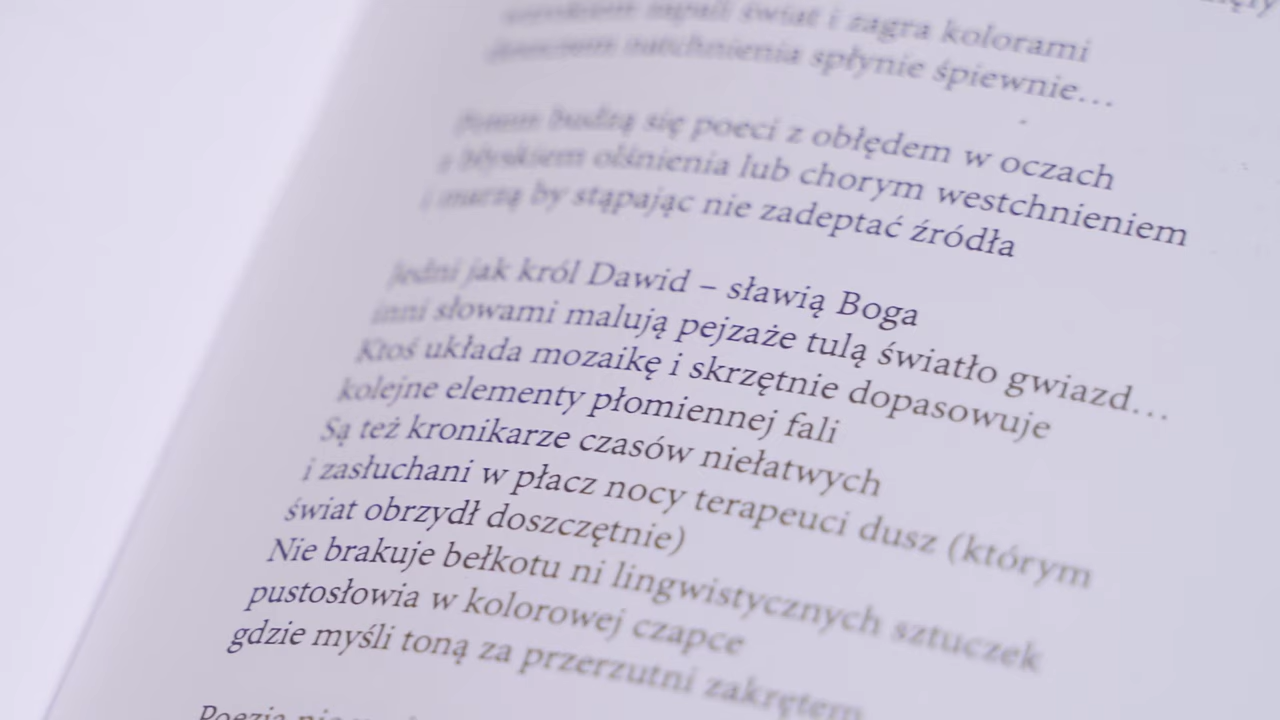 zapali świat i zagra kolorami
natchnienia spłynie śpiewnie...
budzą się poeci z obłędem w oczach
z błyskiem olśnienia lub chorym westchnieniem
i marzą by stąpając nie zadeptać źródła
Jedni jak król Dawid – sławią Boga
inni słowami malują pejzaże tulą światło gwiazd...
Ktoś układa mozaikę i skrzętnie dopasowuje
kolejne elementy płomiennej fali
Są też kronikarze czasów niełatwych
i zasłuchani w płacz nocy terapeuci dusz (którym
świat obrzydł doszczętnie)
Nie brakuje bełkotu ni lingwistycznych sztuczek
pustosłowia w kolorowej czapce
gdzie myśli toną za przerzutni zakrętem
Poezja